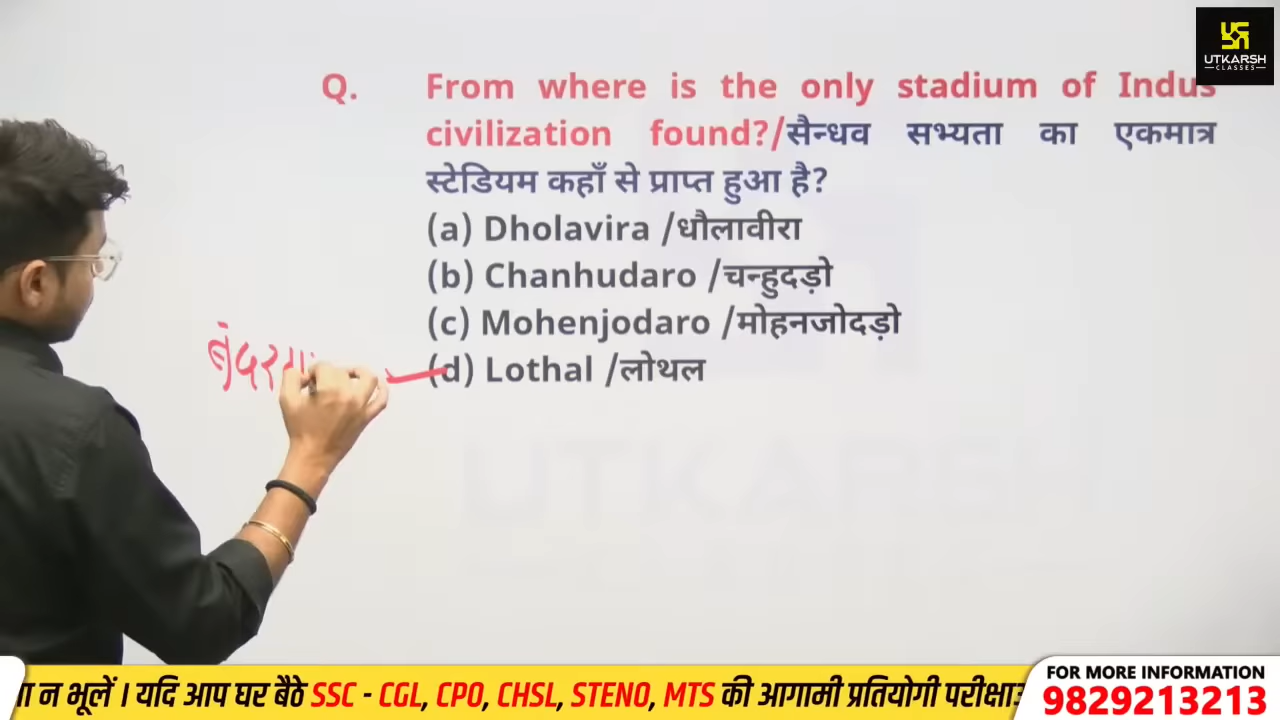 UTKARSH
CLASSES
Q. From where is the only stadium of Indus
civilization found?/सैन्धव सभ्यता का एकमात्र
स्टेडियम कहाँ से प्राप्त हुआ है?
(a) Dholavira /धौलावीरा
(b) Chanhudaro /चन्हुदड़ो
(c) Mohenjodaro /मोहनजोदड़ो
(d) Lothal /लोथल
UTKARSH
न भूलें । यदि आप घर बैठे SSC - CGL, CPO, CHSL, STENO, MTS की आगामी प्रतियोगी
FOR MORE INFORMATION
9829213213